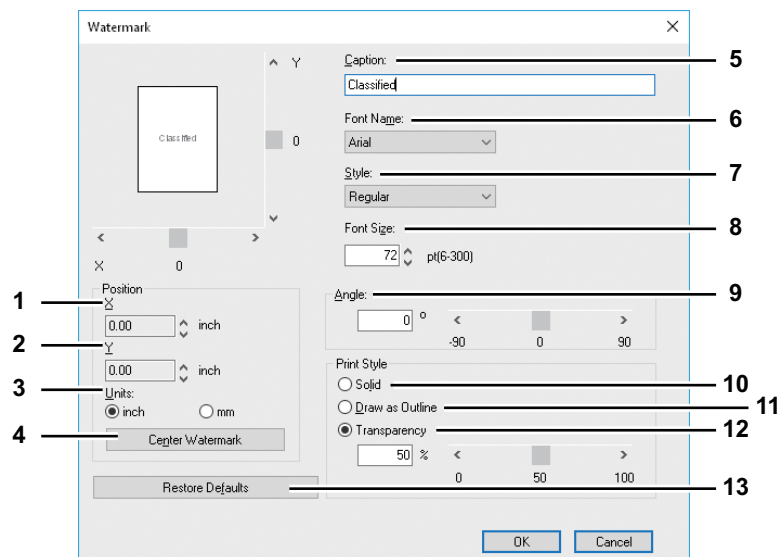 Watermark
Y
Classified
0
X 0
Position
1 X
0.00 inch
2 Y
0.00 inch
3 Units:
inch mm
4 Center Watermark
Restore Defaults 13
Caption: 5
Classified
Font Name: 6
Arial
Style: 7
Regular
Font Size: 8
72 pt(6-300)
Angle: 9
0 °
-90 0 90
Print Style
Solid 10
Draw as Outline 11
Transparency 12
50 %
0 50 100
OK Cancel